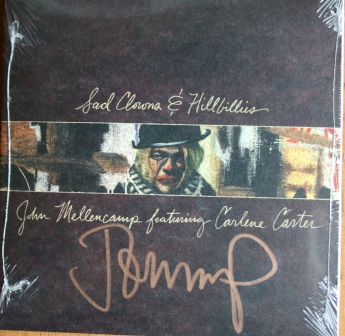 Sad Clowns & Hillbillies
John Mellencamp featuring Carlene Carter